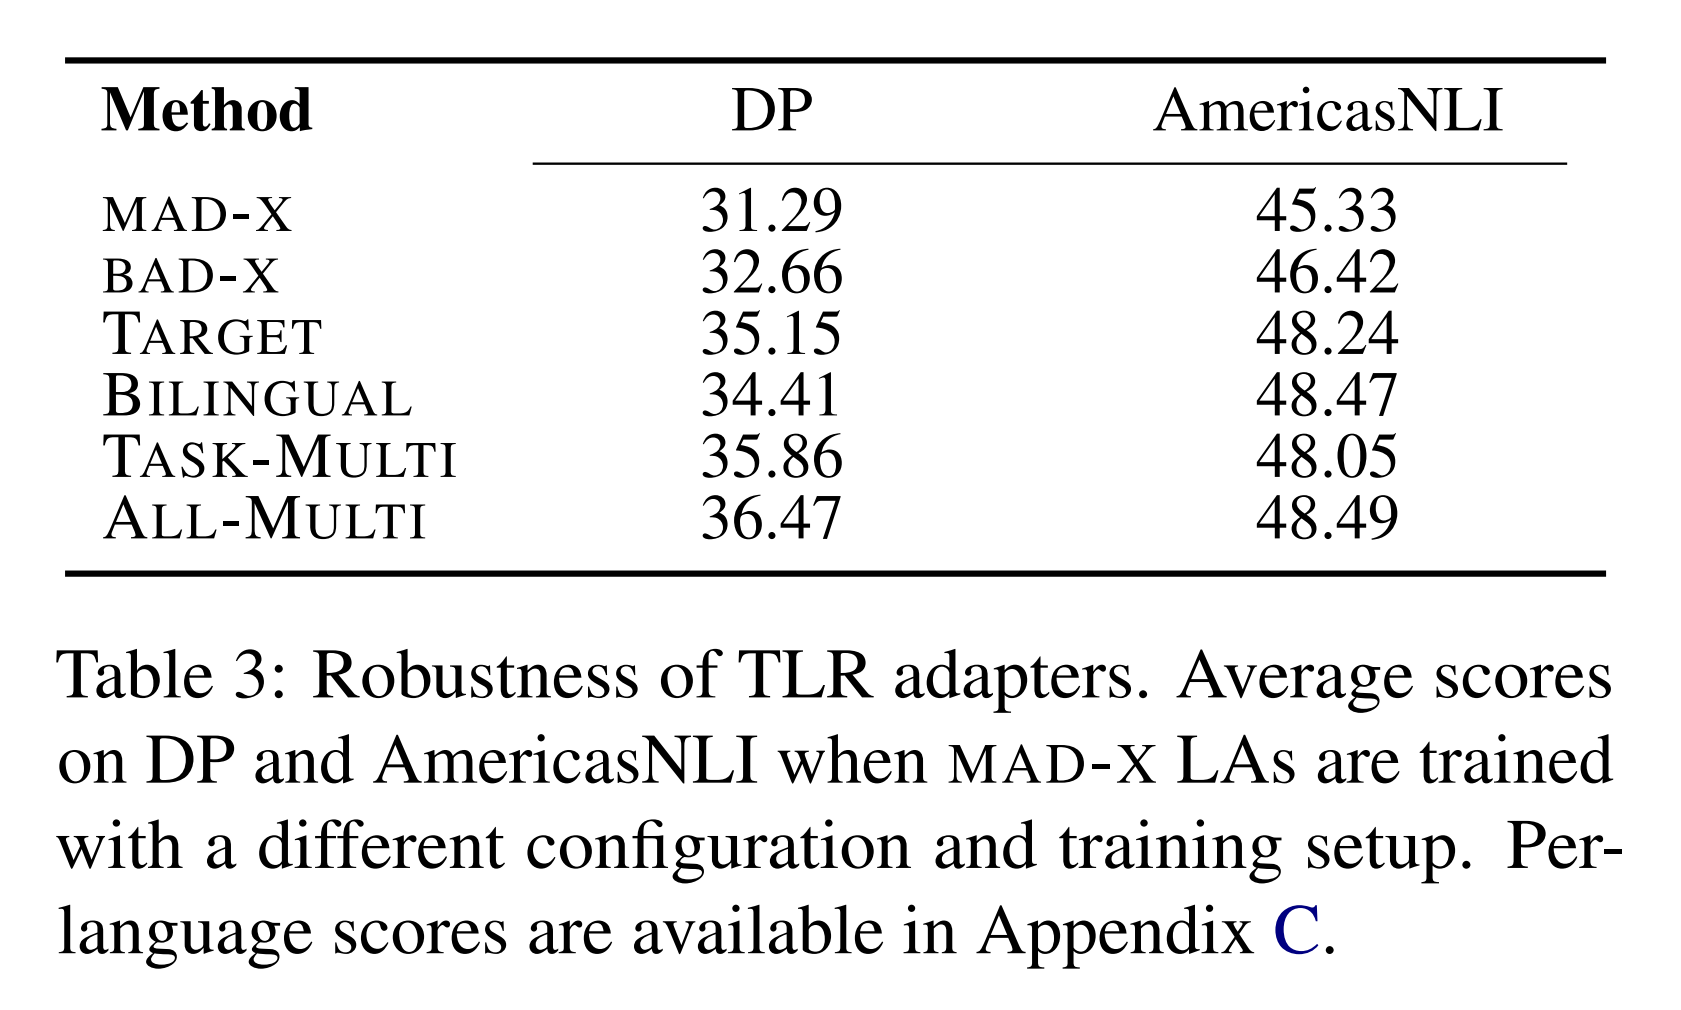 Method DP AmericasNLI
MAD-X 31.29 45.33
BAD-X 32.66 46.42
TARGET 35.15 48.24
BILINGUAL 34.41 48.47
TASK-MULTI 35.86 48.05
ALL-MULTI 36.47 48.49
Table 3: Robustness of TLR adapters. Average scores
on DP and AmericasNLI when MAD-X LAs are trained
with a different configuration and training setup. Per-
language scores are available in Appendix C.